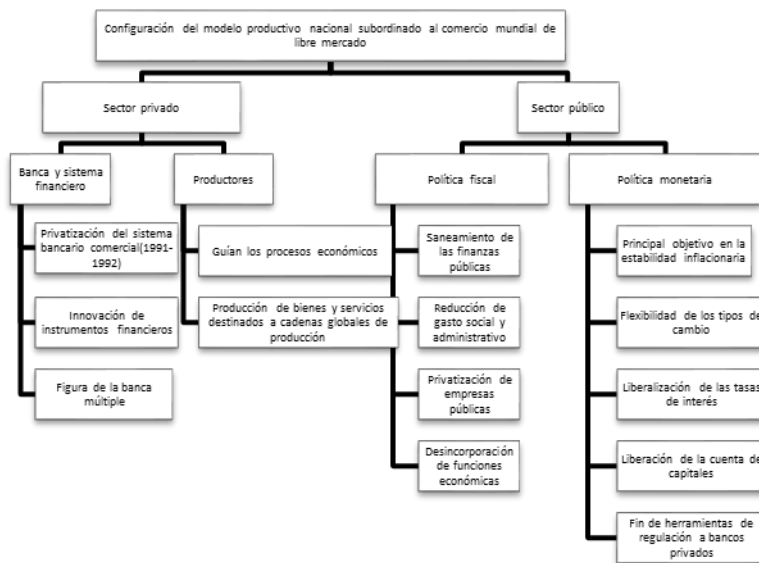 Configuración del modelo productivo nacional subordinado al comercio mundial de
libre mercado
Sector privado
Sector público
Banca y sistema
financiero
Productores
Política fiscal
Política monetaria
Privatización del sistema
bancario comercial(1991-
1992)
Innovación de
instrumentos financieros
Figura de la banca
múltiple
Guían los procesos económicos
Producción de bienes y servicios
destinados a cadenas globales de
producción
Saneamiento de
las finanzas
públicas
Reducción de
gasto social y
administrativo
Privatización de
empresas
públicas
Desincorporación
de funciones
económicas
Principal objetivo en la
estabilidad inflacionaria
Flexibilidad de los tipos de
cambio
Liberalización de las tasas
de interés
Liberación de la cuenta de
capitales
Fin de herramientas de
regulación a bancos
privados